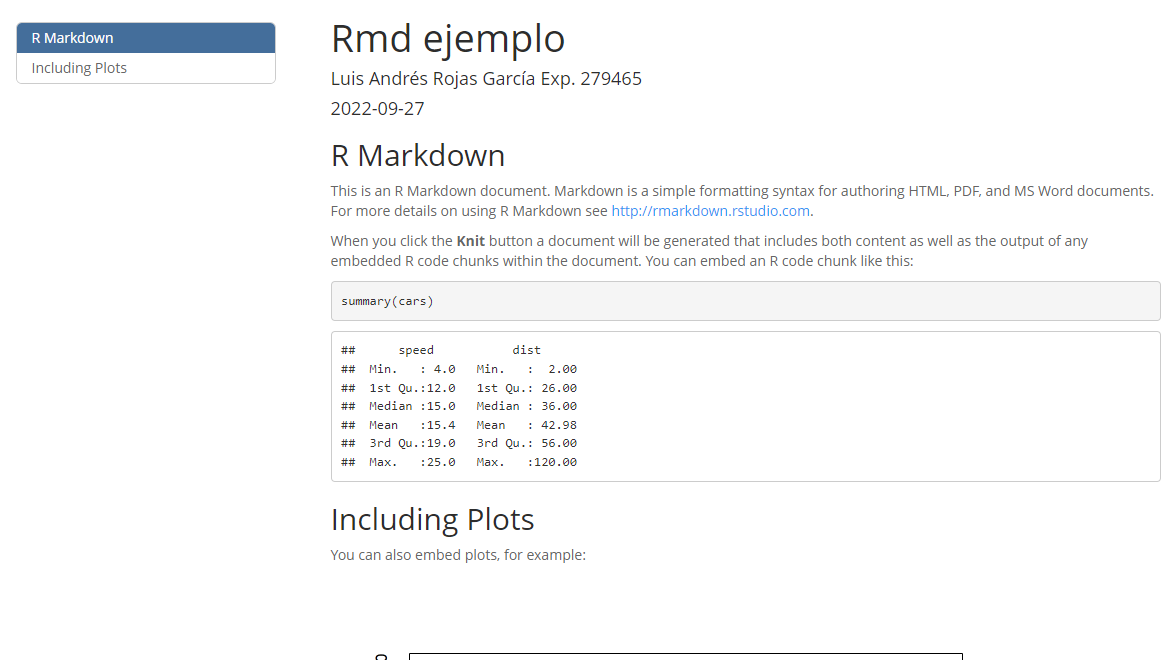 R Markdown
Including Plots
Rmd ejemplo
Luis Andrés Rojas García Exp. 279465
2022-09-27
R Markdown
This is an R Markdown document. Markdown is a simple formatting syntax for authoring HTML, PDF, and MS Word documents.
For more details on using R Markdown see http://rmarkdown.rstudio.com.
When you click the Knit button a document will be generated that includes both content as well as the output of any
embedded R code chunks within the document. You can embed an R code chunk like this:
summary(cars)
##      speed           dist
##  Min.   : 4.0   Min.   :  2.00
##  1st Qu.:12.0   1st Qu.: 26.00
##  Median :15.0   Median : 36.00
##  Mean   :15.4   Mean   : 42.98
##  3rd Qu.:19.0   3rd Qu.: 56.00
##  Max.   :25.0   Max.   :120.00
Including Plots
You can also embed plots, for example: